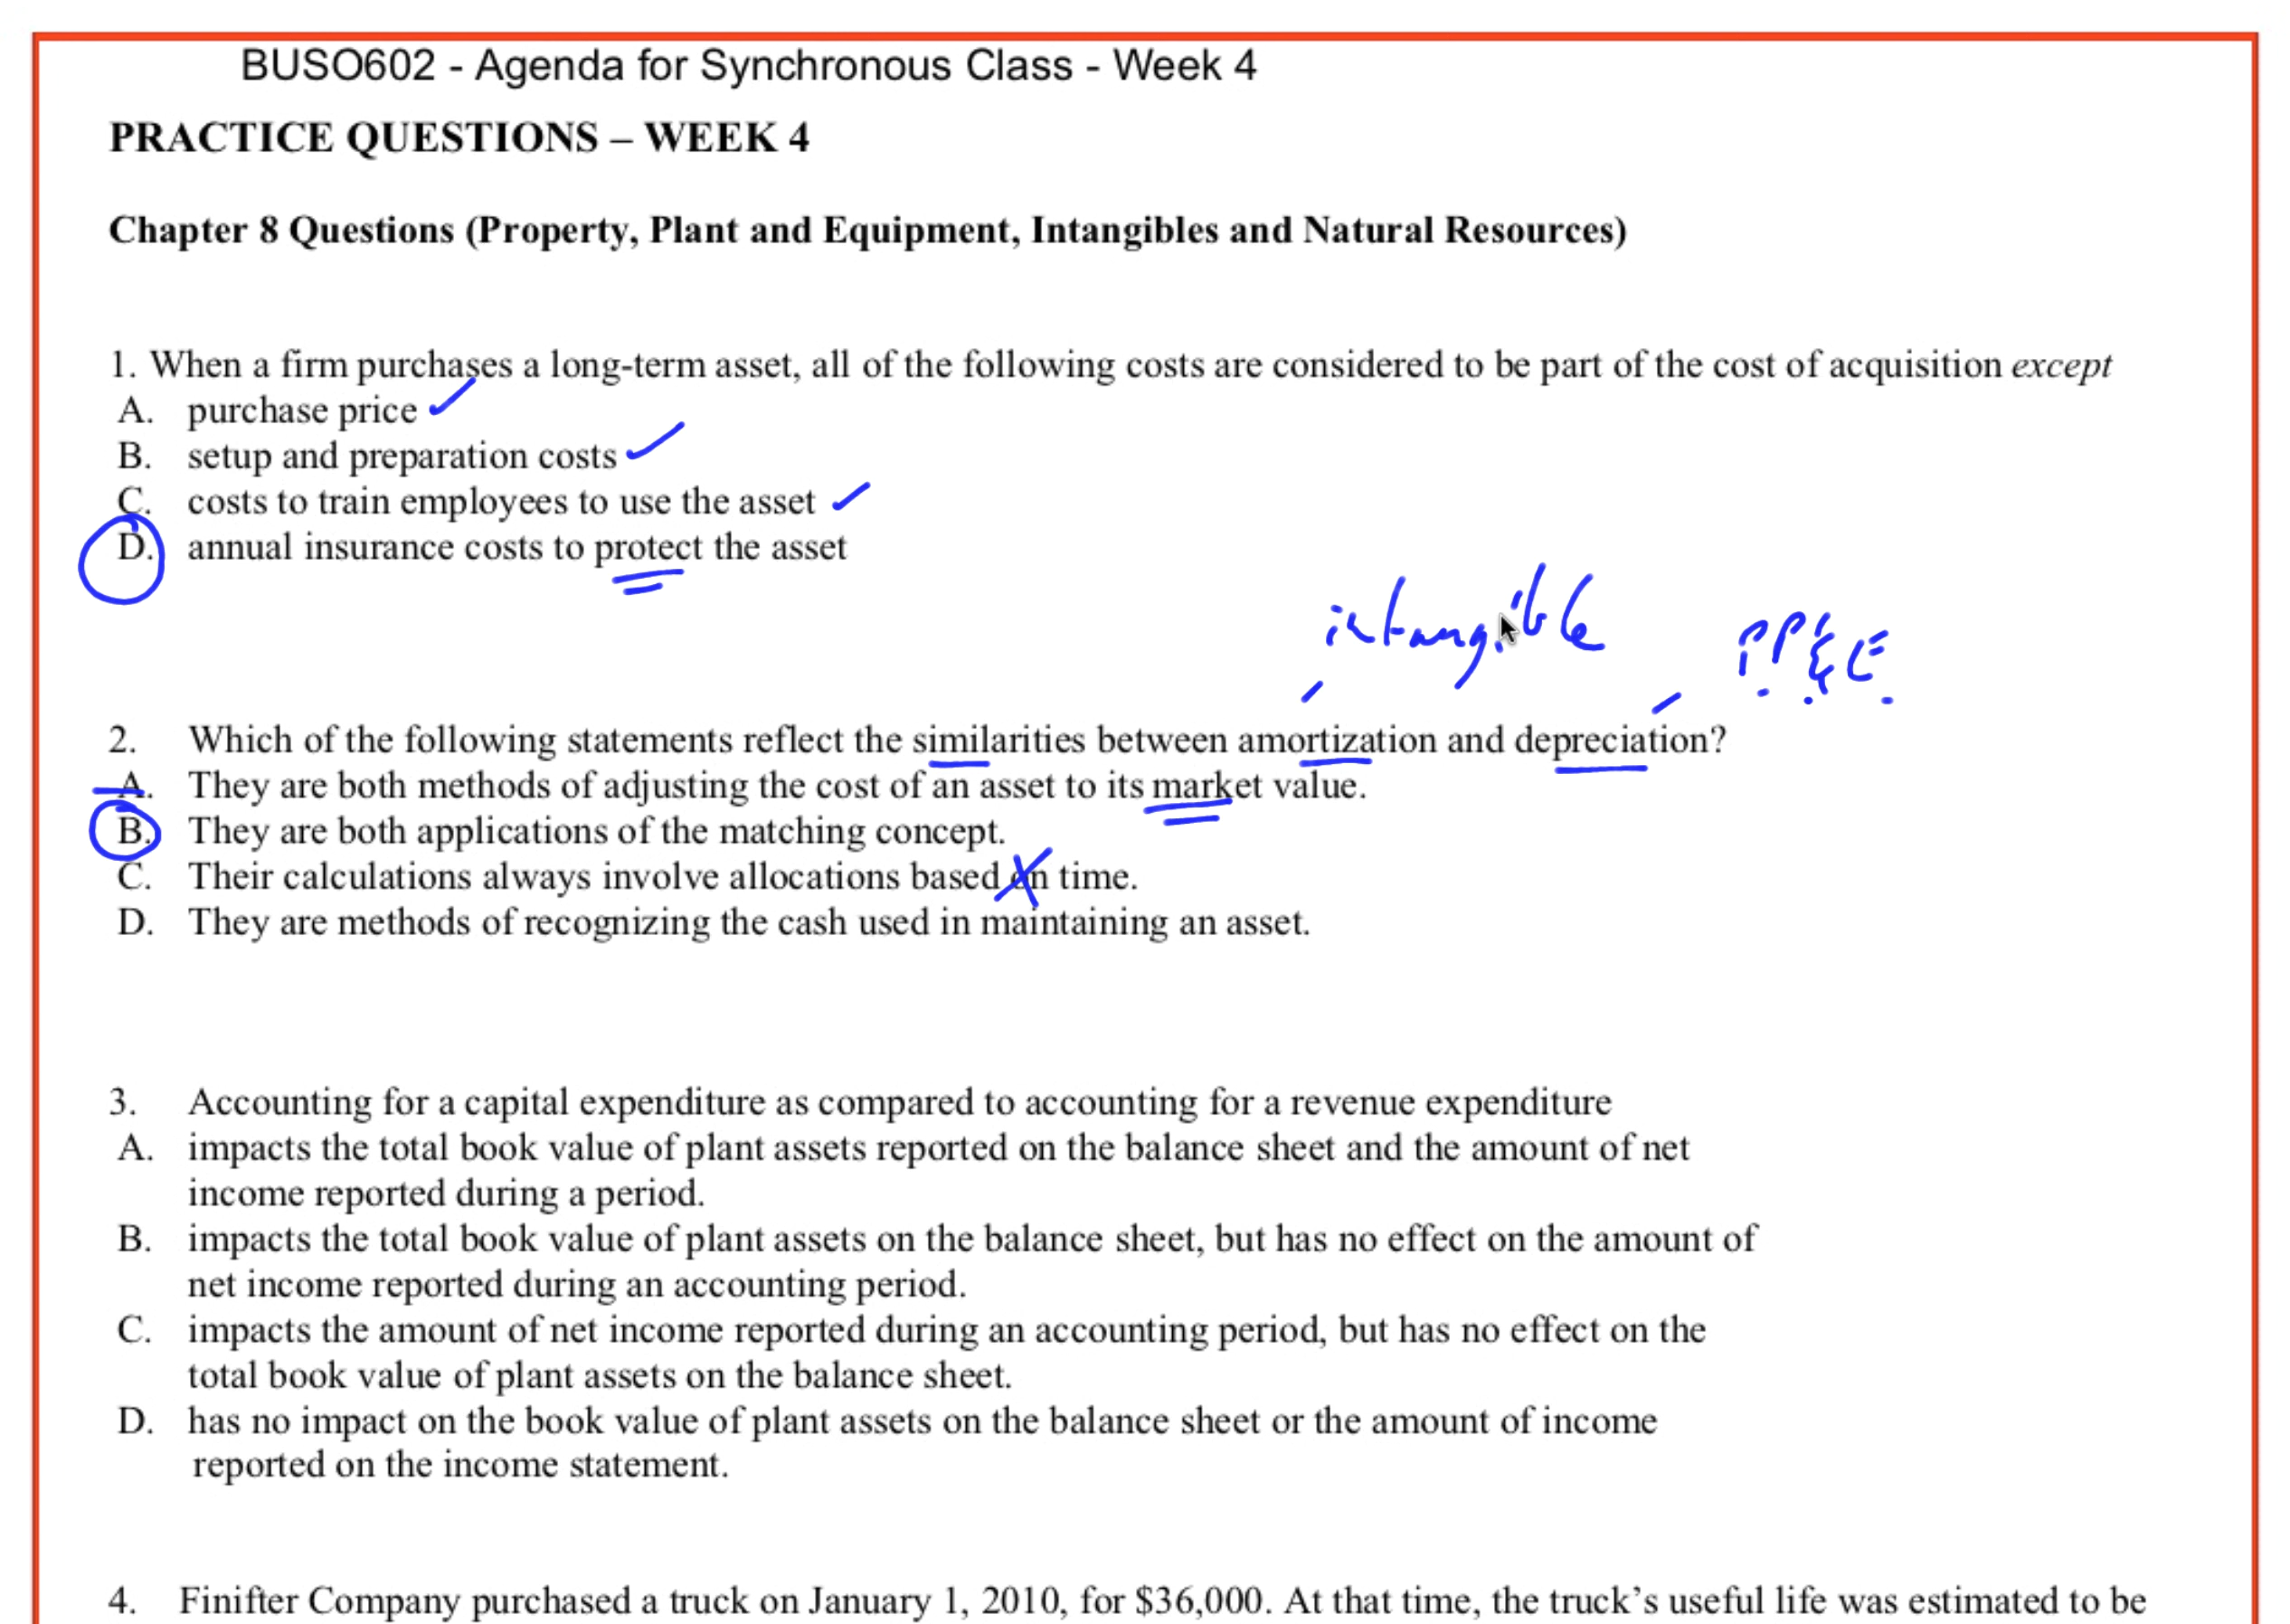 BUSO602 - Agenda for Synchronous Class - Week 4
PRACTICE QUESTIONS – WEEK 4
Chapter 8 Questions (Property, Plant and Equipment, Intangibles and Natural Resources)
1. When a firm purchases a long-term asset, all of the following costs are considered to be part of the cost of acquisition except
A. purchase price
B. setup and preparation costs
C. costs to train employees to use the asset
D. annual insurance costs to protect the asset
intangible PP&E
2. Which of the following statements reflect the similarities between amortization and depreciation?
A. They are both methods of adjusting the cost of an asset to its market value.
B. They are both applications of the matching concept.
C. Their calculations always involve allocations based on time.
D. They are methods of recognizing the cash used in maintaining an asset.
3. Accounting for a capital expenditure as compared to accounting for a revenue expenditure
A. impacts the total book value of plant assets reported on the balance sheet and the amount of net
income reported during a period.
B. impacts the total book value of plant assets on the balance sheet, but has no effect on the amount of
net income reported during an accounting period.
C. impacts the amount of net income reported during an accounting period, but has no effect on the
total book value of plant assets on the balance sheet.
D. has no impact on the book value of plant assets on the balance sheet or the amount of income
reported on the income statement.
4. Finifter Company purchased a truck on January 1, 2010, for $36,000. At that time, the truck’s useful life was estimated to be